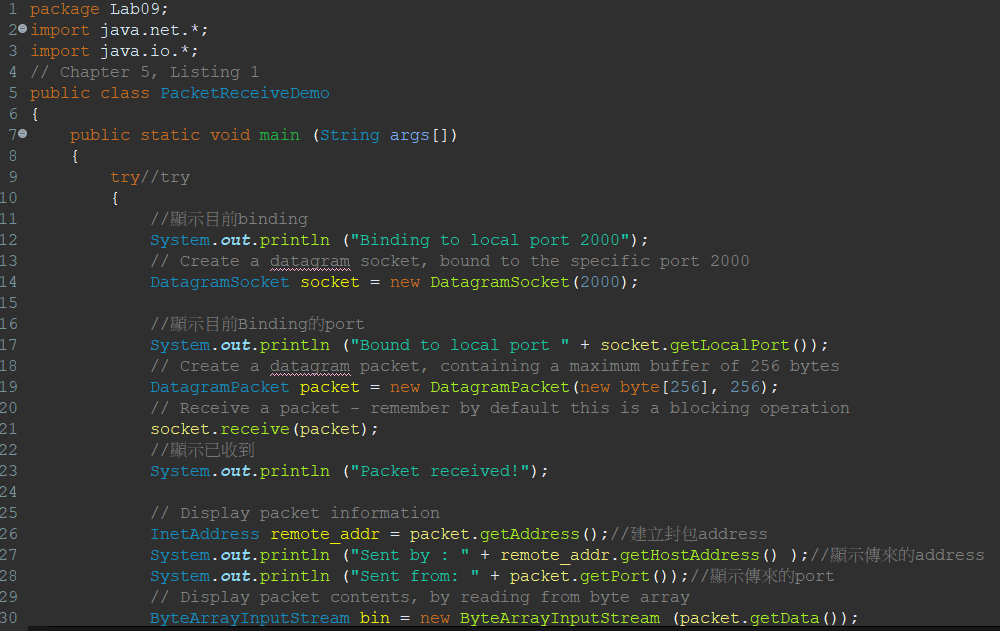 1 package Lab09;
2 import java.net.*;
3 import java.io.*;
4 // Chapter 5, Listing 1
5 public class PacketReceiveDemo
6 {
7     public static void main (String args[])
8     {
9         try//try
10         {
11             //顯示目前binding
12             System.out.println ("Binding to local port 2000");
13             // Create a datagram socket, bound to the specific port 2000
14             DatagramSocket socket = new DatagramSocket(2000);
15
16             //顯示目前Binding的port
17             System.out.println ("Bound to local port " + socket.getLocalPort());
18             // Create a datagram packet, containing a maximum buffer of 256 bytes
19             DatagramPacket packet = new DatagramPacket(new byte[256], 256);
20             // Receive a packet - remember by default this is a blocking operation
21             socket.receive(packet);
22             //顯示已收到
23             System.out.println ("Packet received!");
24
25             // Display packet information
26             InetAddress remote_addr = packet.getAddress();//建立封包address
27             System.out.println ("Sent by : " + remote_addr.getHostAddress() );//顯示傳來的address
28             System.out.println ("Sent from: " + packet.getPort());//顯示傳來的port
29             // Display packet contents, by reading from byte array
30             ByteArrayInputStream bin = new ByteArrayInputStream (packet.getData());